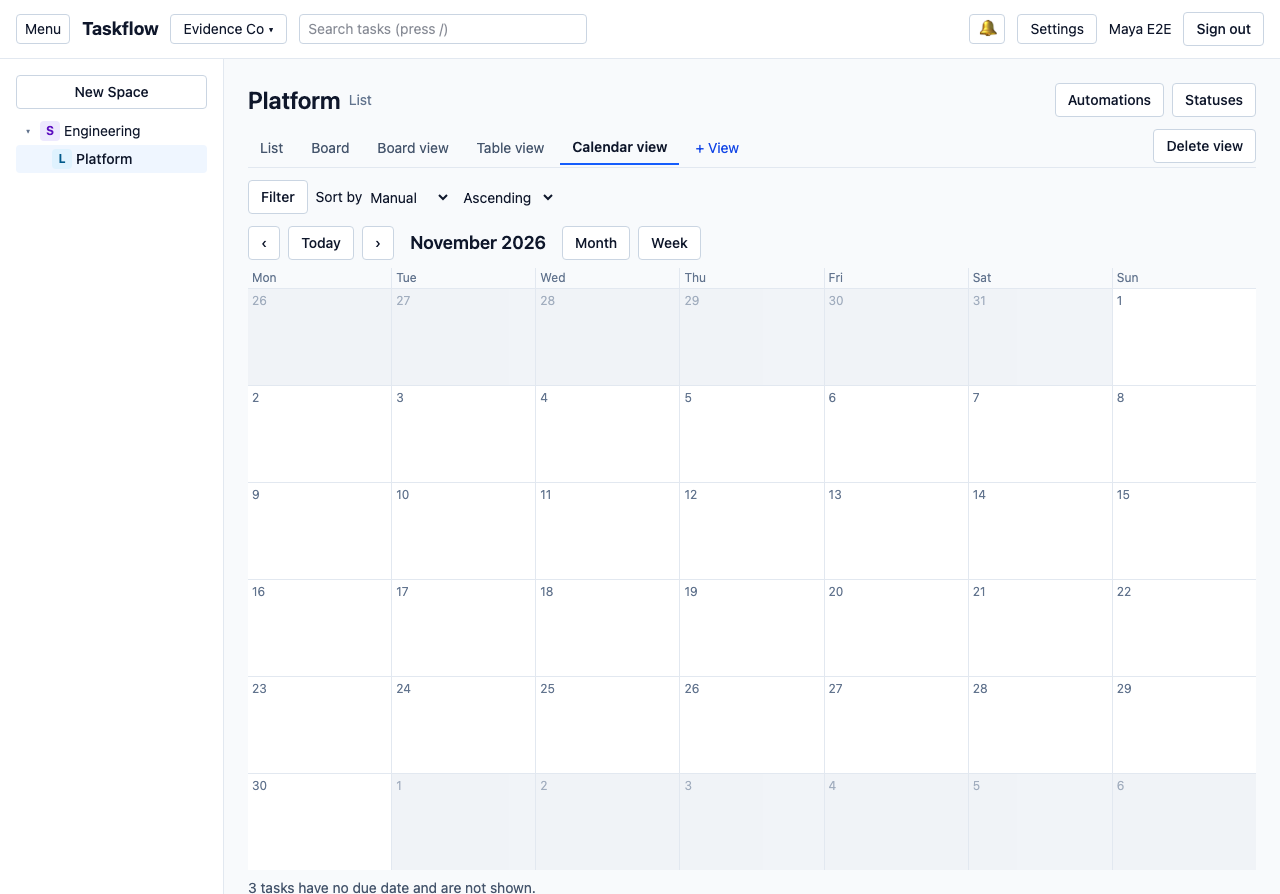 Menu Taskflow Evidence Co ▾ Search tasks (press /) Settings Maya E2E Sign out
New Space
▾ S Engineering
L Platform
Platform List Automations Statuses
List Board Board view Table view Calendar view + View Delete view
Filter Sort by Manual Ascending
‹ Today › November 2026 Month Week
Mon Tue Wed Thu Fri Sat Sun
26 27 28 29 30 31 1
2 3 4 5 6 7 8
9 10 11 12 13 14 15
16 17 18 19 20 21 22
23 24 25 26 27 28 29
30 1 2 3 4 5 6
3 tasks have no due date and are not shown.